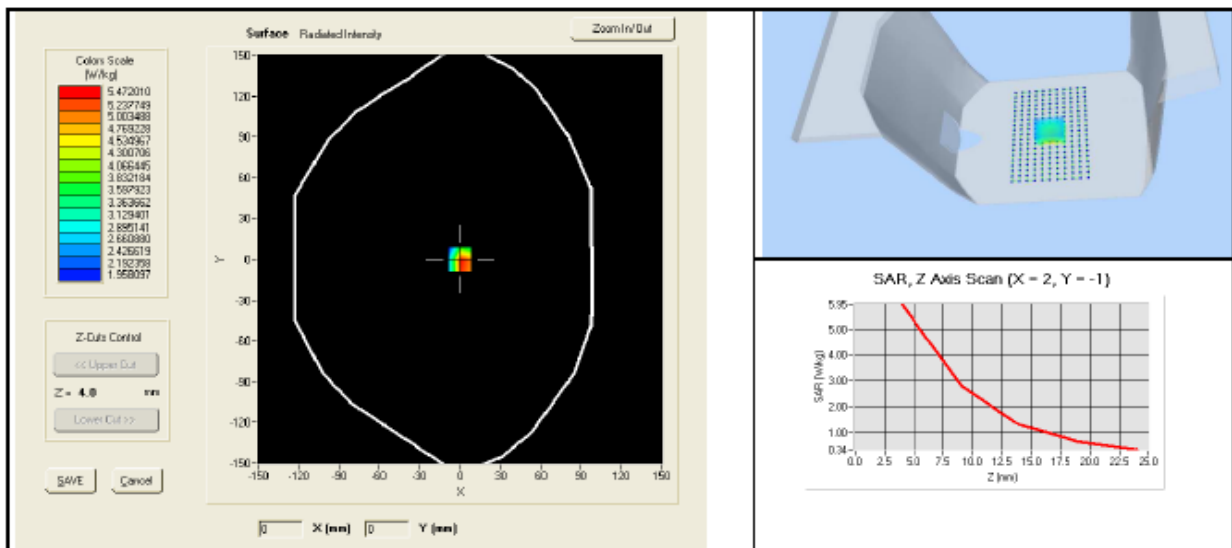 Surface Radiated Intensity
Zoom In/Out
Colors Scale
(W/kg)
5.472010
5.237749
5.003488
4.769228
4.534967
4.300706
4.066445
3.832184
3.597923
3.363662
3.129401
2.895141
2.660880
2.426619
2.192358
1.958097
Z-Cuts Control
<< Upper Cut
Z = 4.0 mm
Lower Cut >>
SAVE Cancel
150
120
90
60
30
0
-30
-60
-90
-120
-150
Y
-150 -120 -90 -60 -30 0 30 60 90 120 150
X
0 X (mm) 0 Y (mm)
SAR, Z Axis Scan (X = 2, Y = -1)
SAR (W/kg)
5.95
5.00
4.00
3.00
2.00
1.00
0.34
0.0 2.5 5.0 7.5 10.0 12.5 15.0 17.5 20.0 22.5 25.0
Z (mm)